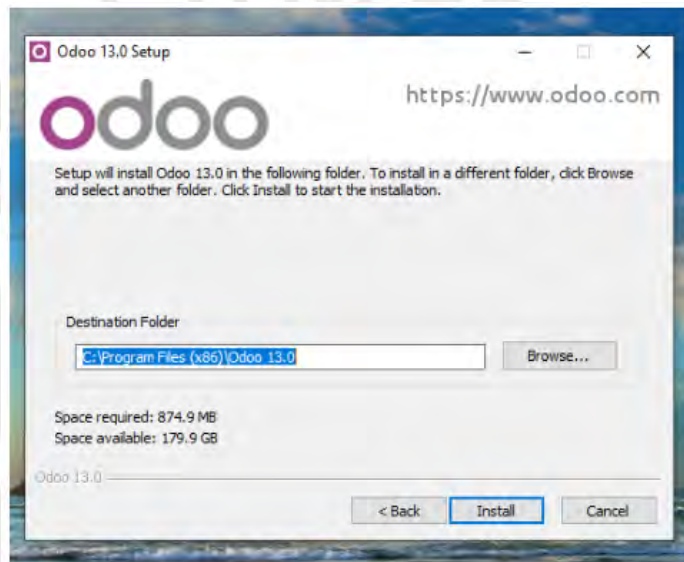 Odoo 13.0 Setup
odoo
https://www.odoo.com
Setup will install Odoo 13.0 in the following folder. To install in a different folder, click Browse
and select another folder. Click Install to start the installation.
Destination Folder
C:\Program Files (x86)\Odoo 13.0
Browse...
Space required: 874.9 MB
Space available: 179.9 GB
Odoo 13.0
< Back Install Cancel